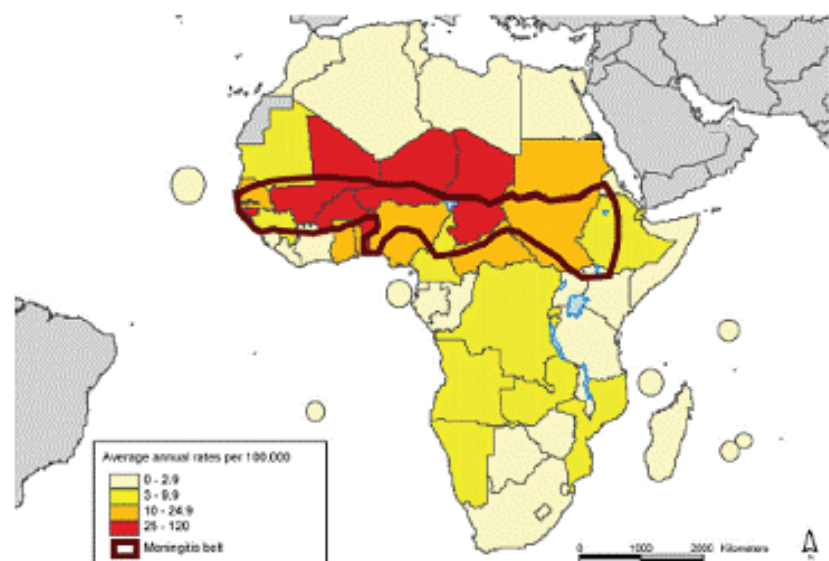 Average annual rates per 100,000
0 - 2.9
3 - 9.9
10 - 24.9
25 - 120
Meningitis belt
0 1000 2000 Kilometers